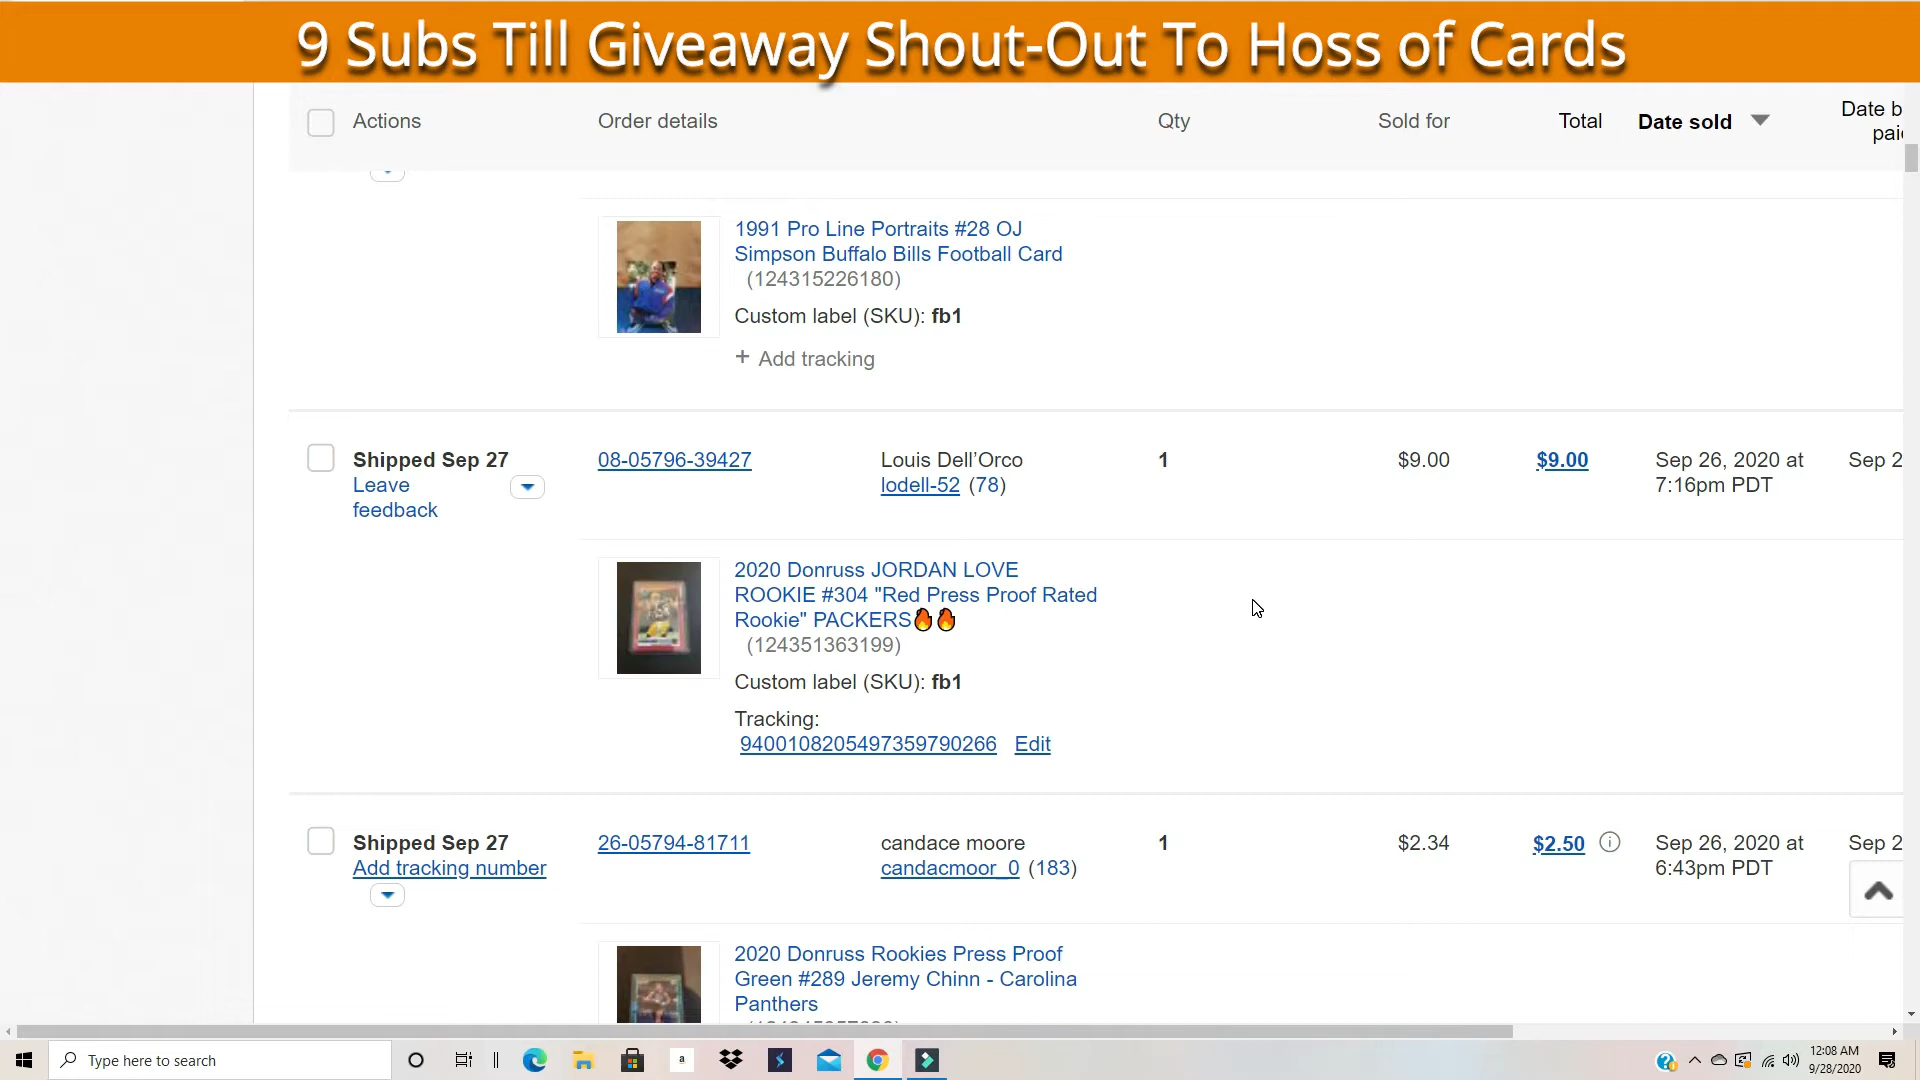 9 Subs Till Giveaway Shout-Out To Hoss of Cards
Actions Order details Qty Sold for Total Date sold Date b
paid
1991 Pro Line Portraits #28 OJ
Simpson Buffalo Bills Football Card
(124315226180)
Custom label (SKU): fb1
+ Add tracking
Shipped Sep 27 08-05796-39427 Louis Dell'Orco 1 $9.00 $9.00 Sep 26, 2020 at Sep 2
Leave lodell-52 (78) 7:16pm PDT
feedback
2020 Donruss JORDAN LOVE
ROOKIE #304 "Red Press Proof Rated
Rookie" PACKERS🔥🔥
(124351363199)
Custom label (SKU): fb1
Tracking:
9400108205497359790266 Edit
Shipped Sep 27 26-05794-81711 candace moore 1 $2.34 $2.50 Sep 26, 2020 at Sep 2
Add tracking number candacmoor_0 (183) 6:43pm PDT
2020 Donruss Rookies Press Proof
Green #289 Jeremy Chinn - Carolina
Panthers
Type here to search
a
12:08 AM
9/28/2020